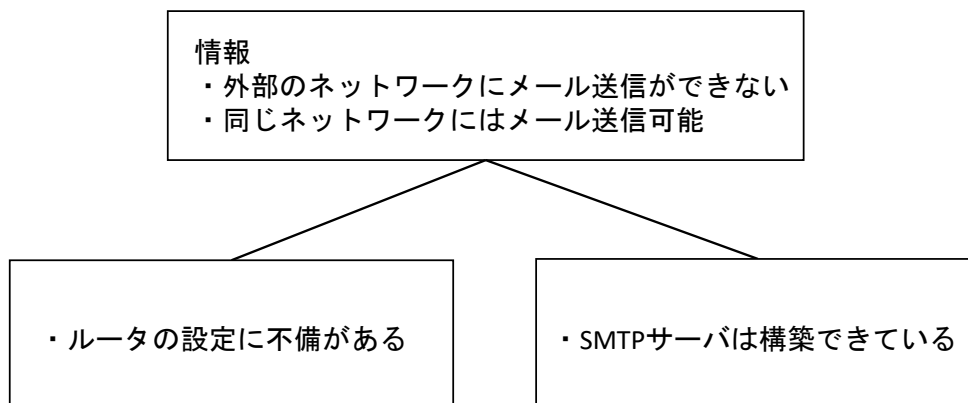 情報
・外部のネットワークにメール送信ができない
・同じネットワークにはメール送信可能
・ルータの設定に不備がある
・SMTPサーバは構築できている